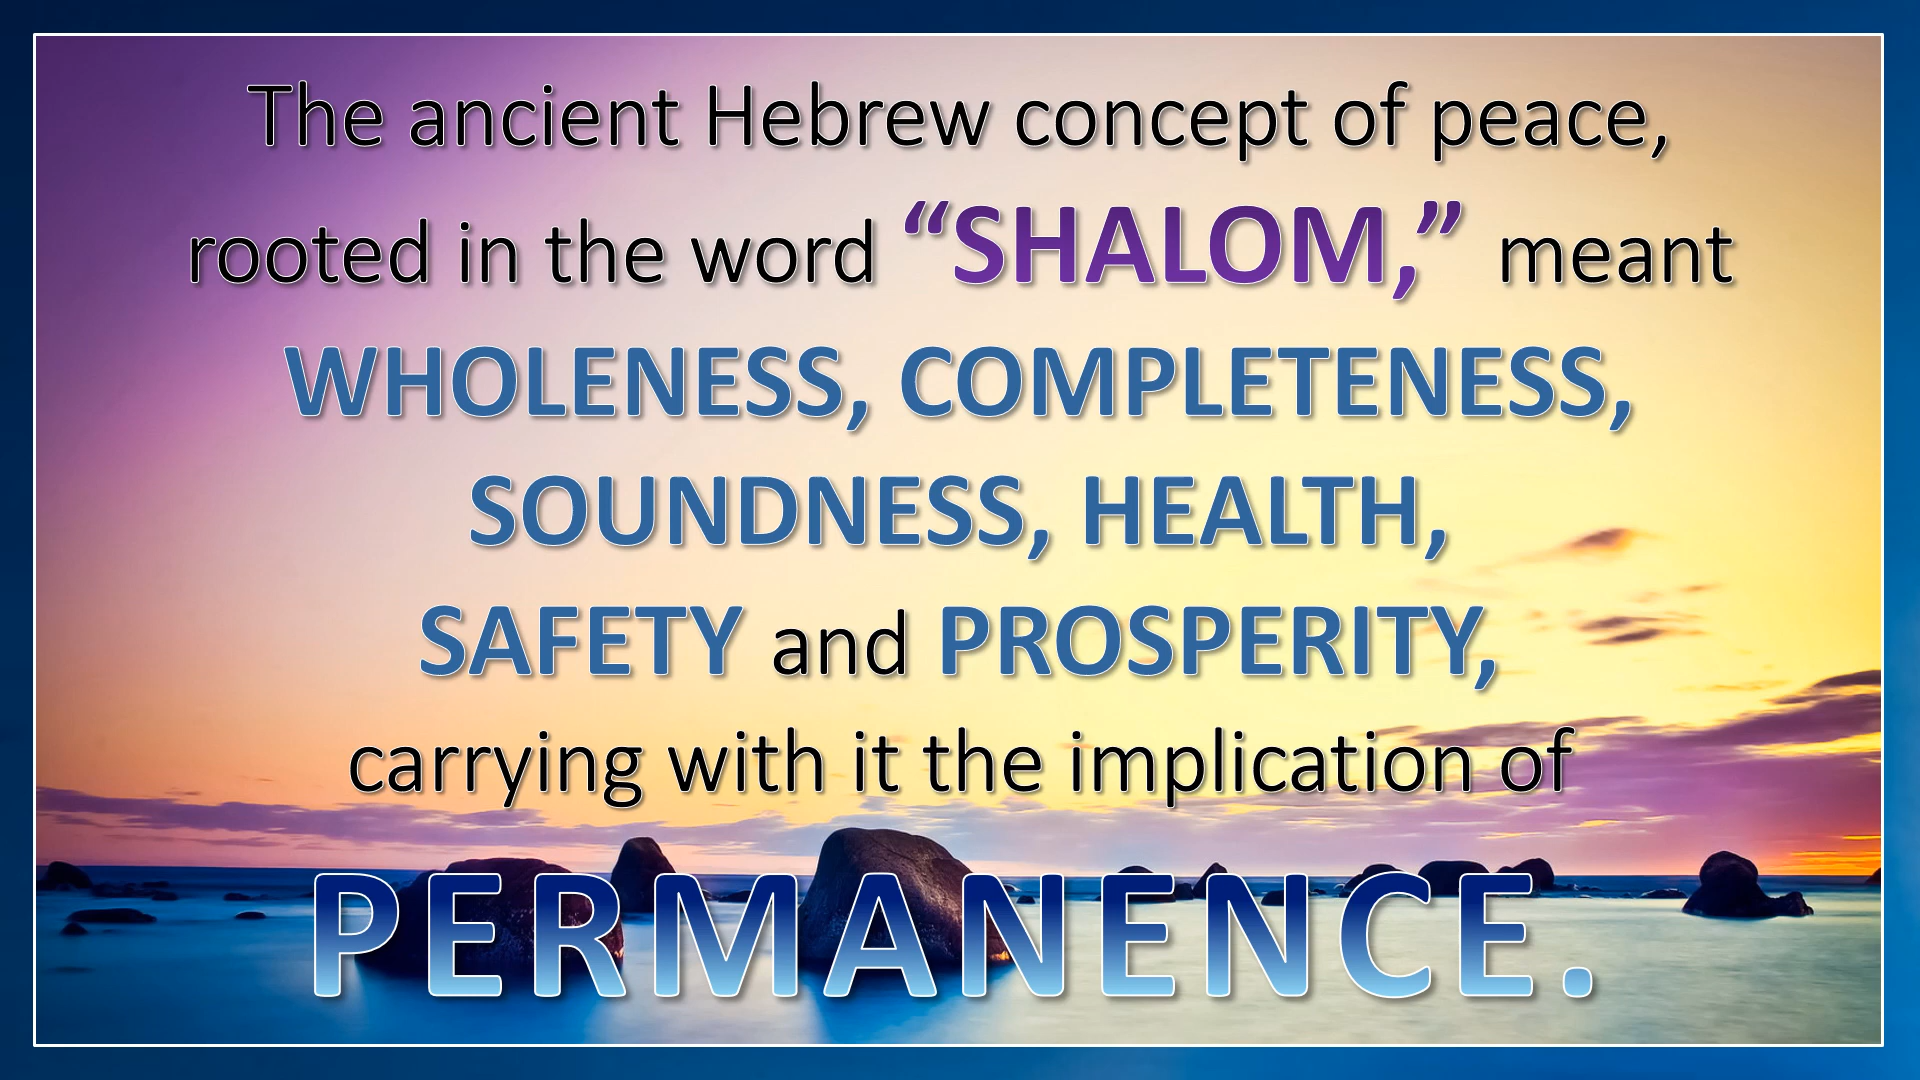 The ancient Hebrew concept of peace,
rooted in the word “SHALOM,” meant
WHOLENESS, COMPLETENESS,
SOUNDNESS, HEALTH,
SAFETY and PROSPERITY,
carrying with it the implication of
PERMANENCE.